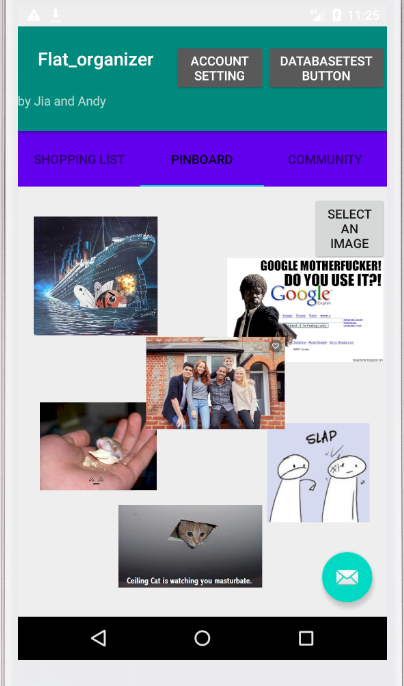 11:25
Flat_organizer
ACCOUNT
SETTING
DATABASETEST
BUTTON
by Jia and Andy
SHOPPING LIST
PINBOARD
COMMUNITY
SELECT
AN
IMAGE
GOOGLE MOTHERFUCKER!
DO YOU USE IT?!
Google
SLAP
Ceiling Cat is watching you masturbate.